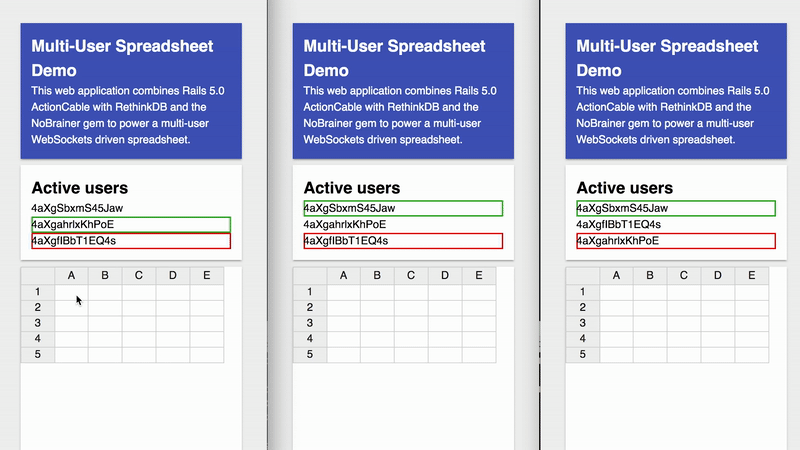 Multi-User Spreadsheet
Demo
This web application combines Rails 5.0
ActionCable with RethinkDB and the
NoBrainer gem to power a multi-user
WebSockets driven spreadsheet.
Active users
4aXgSbxmS45Jaw
4aXgahrlxKhPoE
4aXgfIBbT1EQ4s
A B C D E
1
2
3
4
5
Multi-User Spreadsheet
Demo
This web application combines Rails 5.0
ActionCable with RethinkDB and the
NoBrainer gem to power a multi-user
WebSockets driven spreadsheet.
Active users
4aXgSbxmS45Jaw
4aXgahrlxKhPoE
4aXgfIBbT1EQ4s
A B C D E
1
2
3
4
5
Multi-User Spreadsheet
Demo
This web application combines Rails 5.0
ActionCable with RethinkDB and the
NoBrainer gem to power a multi-user
WebSockets driven spreadsheet.
Active users
4aXgSbxmS45Jaw
4aXgfIBbT1EQ4s
4aXgahrlxKhPoE
A B C D E
1
2
3
4
5